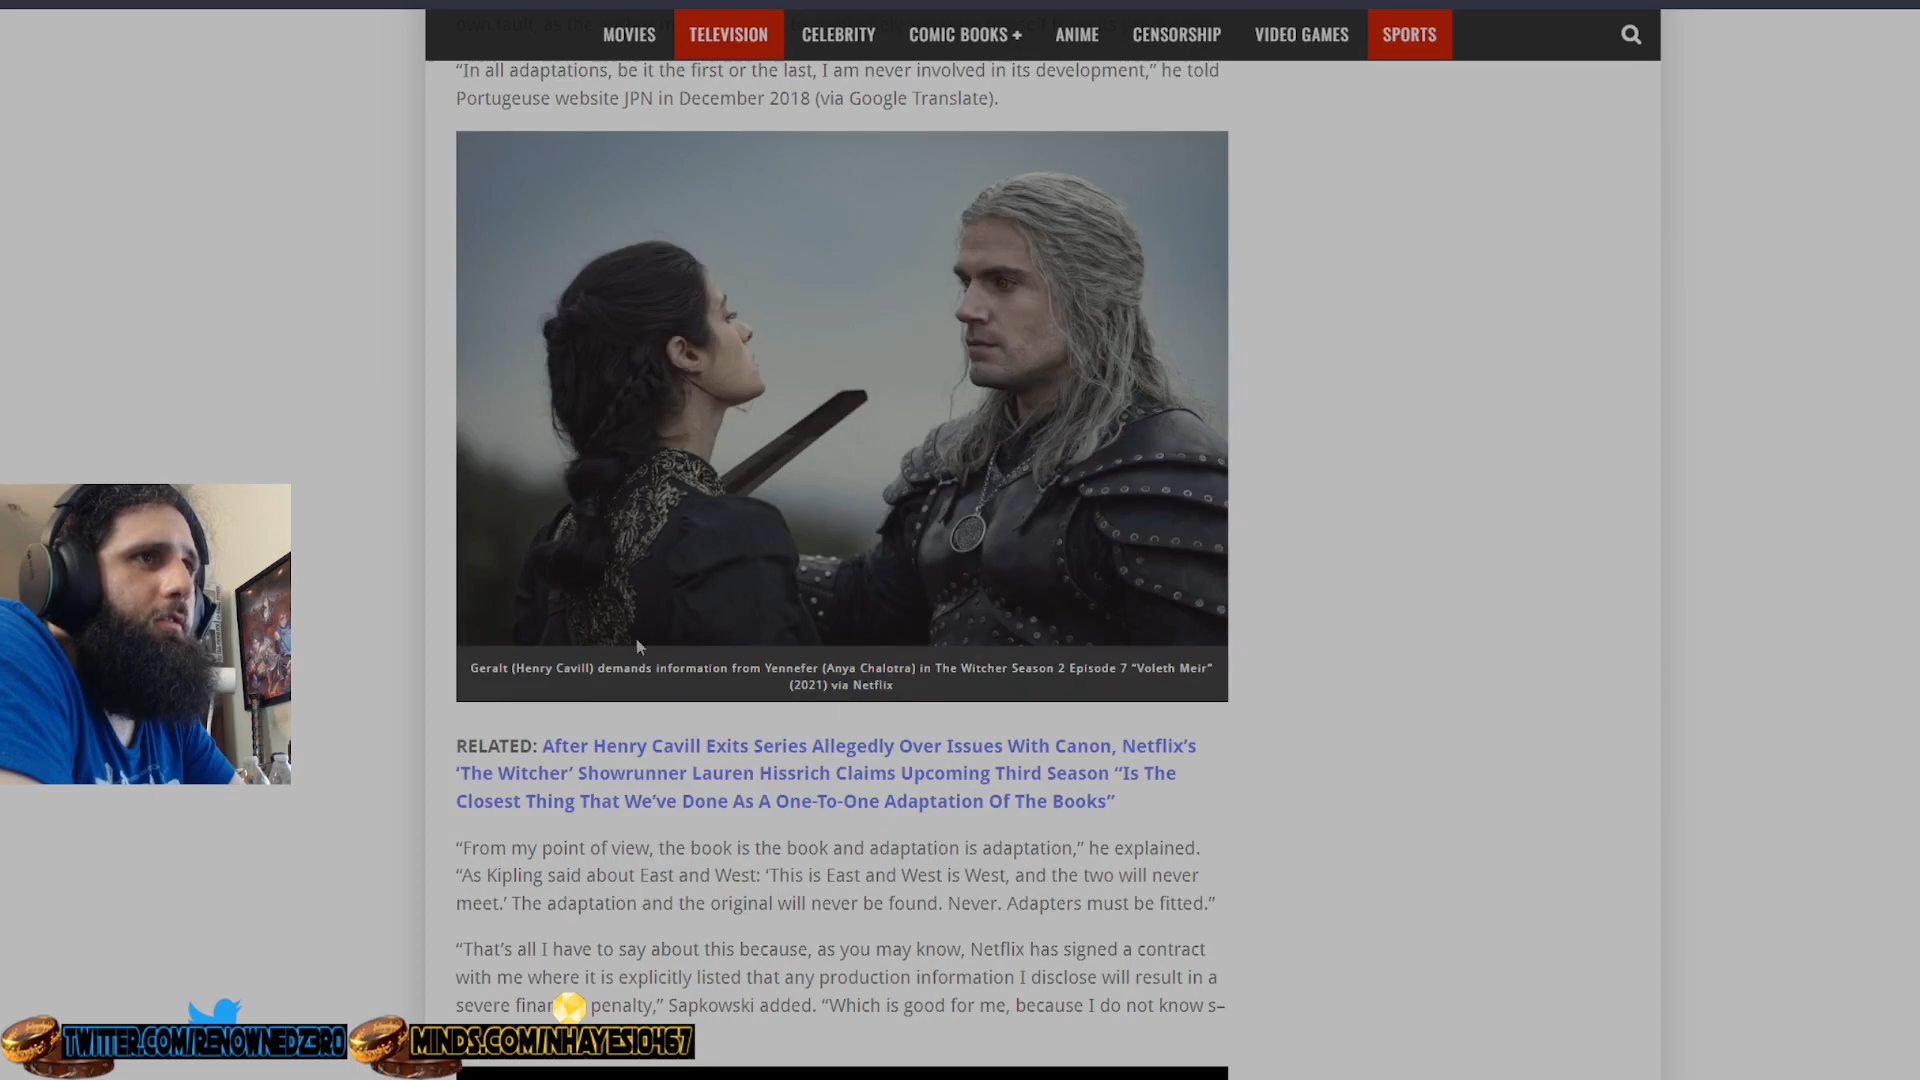 MOVIES TELEVISION CELEBRITY COMIC BOOKS + ANIME CENSORSHIP VIDEO GAMES SPORTS
“In all adaptations, be it the first or the last, I am never involved in its development,” he told
Portugeuse website JPN in December 2018 (via Google Translate).
Geralt (Henry Cavill) demands information from Yennefer (Anya Chalotra) in The Witcher Season 2 Episode 7 "Voleth Meir"
(2021) via Netflix
RELATED: After Henry Cavill Exits Series Allegedly Over Issues With Canon, Netflix’s
‘The Witcher’ Showrunner Lauren Hissrich Claims Upcoming Third Season “Is The
Closest Thing That We’ve Done As A One-To-One Adaptation Of The Books”
“From my point of view, the book is the book and adaptation is adaptation,” he explained.
“As Kipling said about East and West: ‘This is East and West is West, and the two will never
meet.’ The adaptation and the original will never be found. Never. Adapters must be fitted.”
“That’s all I have to say about this because, as you may know, Netflix has signed a contract
with me where it is explicitly listed that any production information I disclose will result in a
severe penalty,” Sapkowski added. “Which is good for me, because I do not know s–
TWITTER.COM/RENOWNEDZ3RO MINDS.COM/NHAYES10467